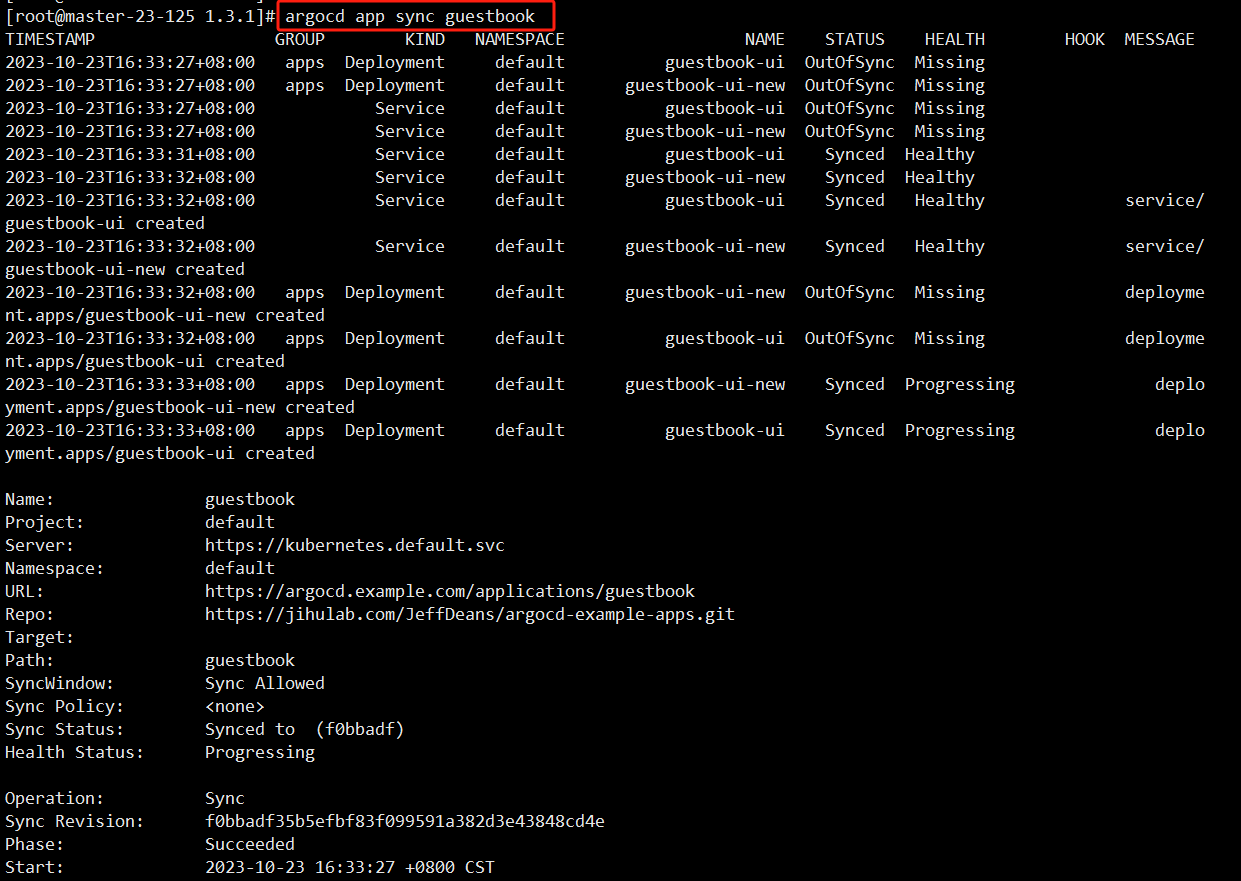 [root@master-23-125 1.3.1]# argocd app sync guestbook
TIMESTAMP GROUP KIND NAMESPACE NAME STATUS HEALTH HOOK MESSAGE
2023-10-23T16:33:27+08:00 apps Deployment default guestbook-ui OutOfSync Missing
2023-10-23T16:33:27+08:00 apps Deployment default guestbook-ui-new OutOfSync Missing
2023-10-23T16:33:27+08:00 Service default guestbook-ui OutOfSync Missing
2023-10-23T16:33:27+08:00 Service default guestbook-ui-new OutOfSync Missing
2023-10-23T16:33:31+08:00 Service default guestbook-ui Synced Healthy
2023-10-23T16:33:32+08:00 Service default guestbook-ui-new Synced Healthy
2023-10-23T16:33:32+08:00 Service default guestbook-ui Synced Healthy service/
guestbook-ui created
2023-10-23T16:33:32+08:00 Service default guestbook-ui-new Synced Healthy service/
guestbook-ui-new created
2023-10-23T16:33:32+08:00 apps Deployment default guestbook-ui-new OutOfSync Missing deployme
nt.apps/guestbook-ui-new created
2023-10-23T16:33:32+08:00 apps Deployment default guestbook-ui OutOfSync Missing deployme
nt.apps/guestbook-ui created
2023-10-23T16:33:33+08:00 apps Deployment default guestbook-ui-new Synced Progressing deplo
yment.apps/guestbook-ui-new created
2023-10-23T16:33:33+08:00 apps Deployment default guestbook-ui Synced Progressing deplo
yment.apps/guestbook-ui created
Name: guestbook
Project: default
Server: https://kubernetes.default.svc
Namespace: default
URL: https://argocd.example.com/applications/guestbook
Repo: https://jihulab.com/JeffDeans/argocd-example-apps.git
Target:
Path: guestbook
SyncWindow: Sync Allowed
Sync Policy: <none>
Sync Status: Synced to (f0bbadf)
Health Status: Progressing
Operation: Sync
Sync Revision: f0bbadf35b5efbf83f099591a382d3e43848cd4e
Phase: Succeeded
Start: 2023-10-23 16:33:27 +0800 CST